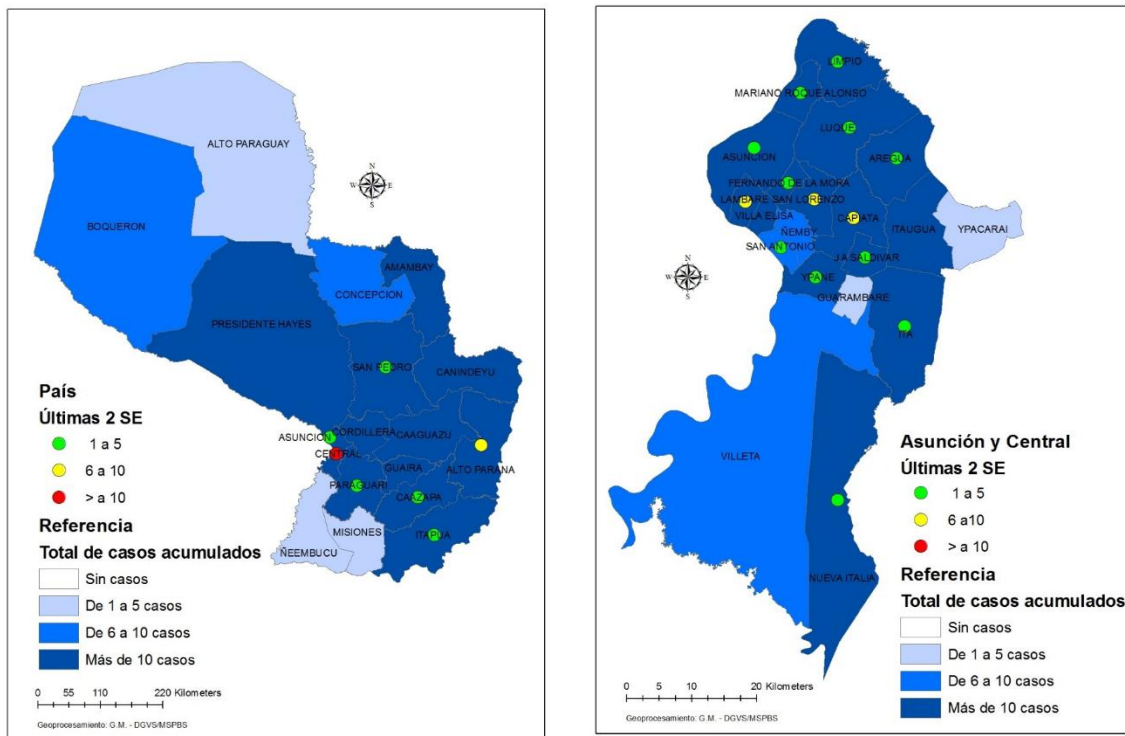 N
W
E
S
ALTO PARAGUAY
BOQUERON
AMAMBAY
CONCEPCION
PRESIDENTE HAYES
SAN PEDRO
CANINDEYU
ASUNCION
CORDILLERA
CAAGUAZU
CENTRAL
GUAIRA
ALTO PARANA
PARAGUARI
CAAZAPA
MISIONES
ITAPUA
ÑEEMBUCU
País
Últimas 2 SE
1 a 5
6 a 10
> a 10
Referencia
Total de casos acumulados
Sin casos
De 1 a 5 casos
De 6 a 10 casos
Más de 10 casos
0 55 110 220 Kilometers
Geoprocesamiento: G.M. - DGVS/MSPBS
LIMPIO
MARIANO ROQUE ALONSO
LUQUE
ASUNCION
AREGUA
FERNANDO DE LA MORA
LAMBARE SAN LORENZO
VILLA ELISA
CAPIATA
ÑEMBY
ITAUGUA
YPACARAI
SAN ANTONIO
J.A SALDIVAR
YPANE
GUARAMBARE
ITA
N
W
E
S
VILLETA
NUEVA ITALIA
Asunción y Central
Últimas 2 SE
1 a 5
6 a10
> a 10
Referencia
Total de casos acumulados
Sin casos
De 1 a 5 casos
De 6 a 10 casos
Más de 10 casos
0 5 10 20 Kilometers
Geoprocesamiento: G.M. - DGVS/MSPBS